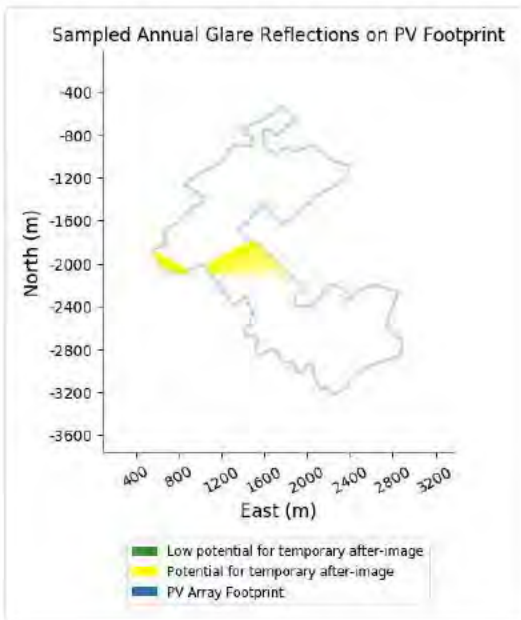 Sampled Annual Glare Reflections on PV Footprint
-400
-800
-1200
-1600
-2000
-2400
-2800
-3200
-3600
North (m)
400 800 1200 1600 2000 2400 2800 3200
East (m)
Low potential for temporary after-image
Potential for temporary after-image
PV Array Footprint